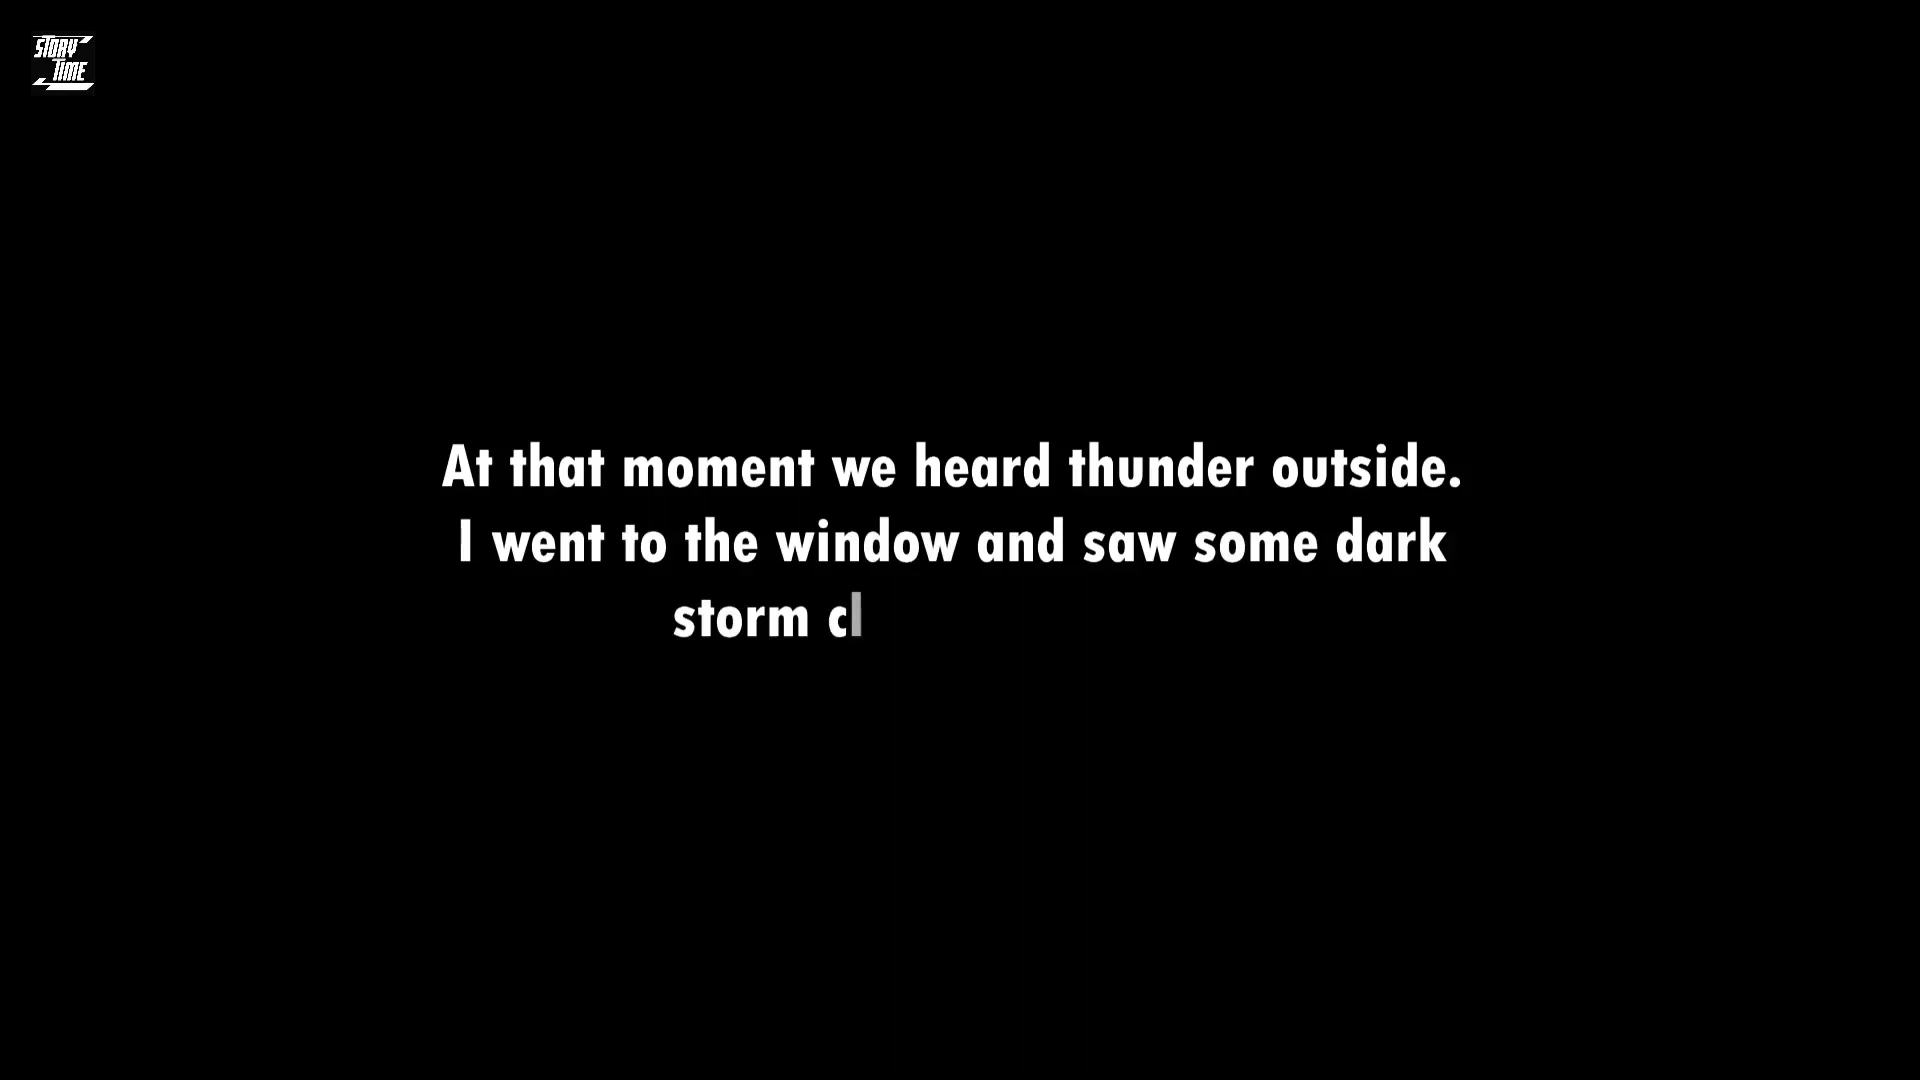 STORY
TIME
At that moment we heard thunder outside.
I went to the window and saw some dark
storm cl